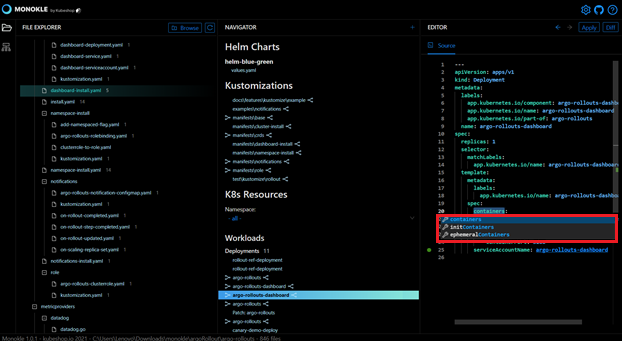 MONOKLE by Kubeshop
FILE EXPLORER
Browse
dashboard-deployment.yaml 1
dashboard-service.yaml 1
dashboard-serviceaccount.yaml 1
kustomization.yaml 1
dashboard-install.yaml 5
install.yaml 14
namespace-install
add-namespaced-flag.yaml 1
argo-rollouts-rolebinding.yaml 1
clusterrole-to-role.yaml 1
kustomization.yaml 1
namespace-install.yaml 14
notifications
argo-rollouts-notification-configmap.yaml 1
kustomization.yaml 1
on-rollout-completed.yaml 1
on-rollout-step-completed.yaml 1
on-rollout-updated.yaml 1
on-scaling-replica-set.yaml 1
notifications-install.yaml 1
role
argo-rollouts-clusterrole.yaml 1
kustomization.yaml 1
metricproviders
datadog
datadog.go
NAVIGATOR
Helm Charts
helm-blue-green
values.yaml
Kustomizations
docs\features\kustomize\example
examples\notifications
manifests\base
manifests\cluster-install
manifests\crds
manifests\dashboard-install
manifests\namespace-install
manifests\notifications
manifests\role
test\kustomize\rollout
K8s Resources
Namespace:
- all -
Workloads
Deployments 11
rollout-ref-deployment
rollout-ref-deployment
argo-rollouts
argo-rollouts-dashboard
argo-rollouts-dashboard
argo-rollouts
Patch: argo-rollouts
argo-rollouts
canary-demo-deploy
EDITOR
Apply
Diff
Source
1 ---
2 apiVersion: apps/v1
3 kind: Deployment
4 metadata:
5 labels:
6 app.kubernetes.io/component: argo-rollouts-dashb
7 app.kubernetes.io/name: argo-rollouts-dashboard
8 app.kubernetes.io/part-of: argo-rollouts
9 name: argo-rollouts-dashboard
10 spec:
11 replicas: 1
12 selector:
13 matchLabels:
14 app.kubernetes.io/name: argo-rollouts-dashboar
15 template:
16 metadata:
17 labels:
18 app.kubernetes.io/name: argo-rollouts-dashbo
19 spec:
20 containers:
containers
initContainers
ephemeralContainers
25 serviceAccountName: argo-rollouts-dashboard
26
Monokle 1.0.1 - kubeshop.io 2021 - C:\Users\Lenovo\Downloads\monokle\argoRollout\argo-rollouts - 846 files